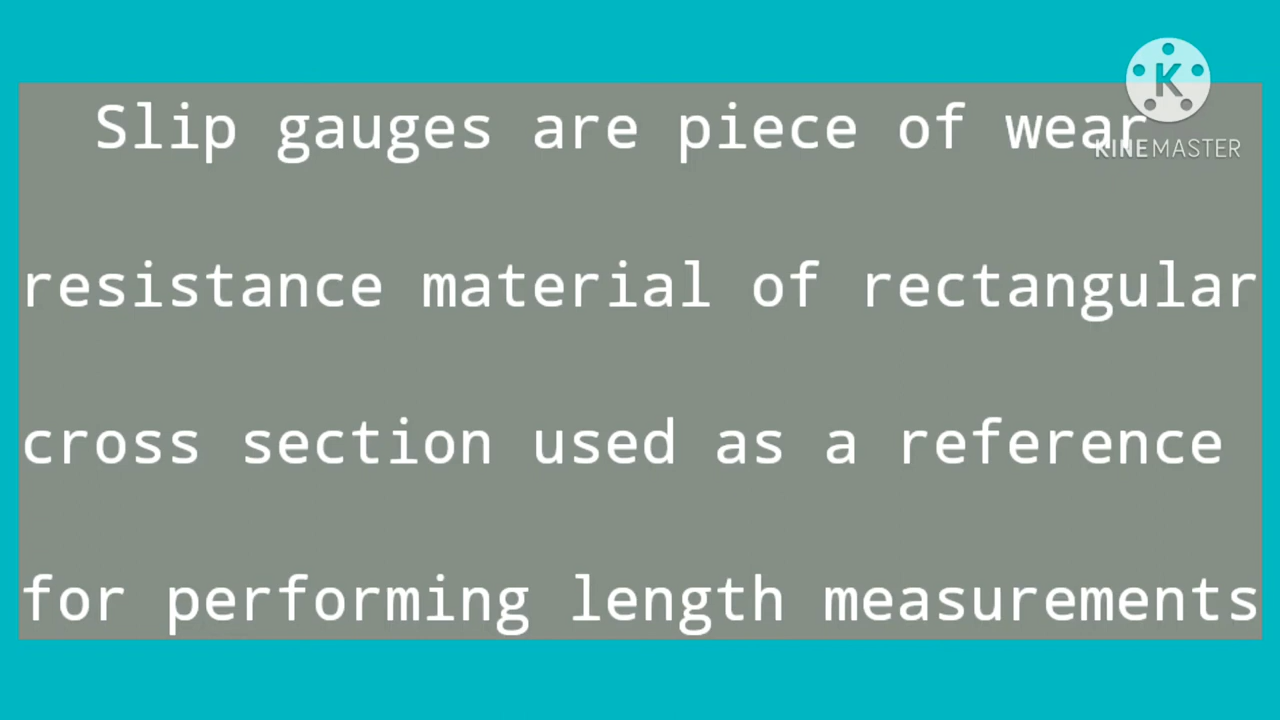 Slip gauges are piece of wear
K
KINEMASTER
resistance material of rectangular
cross section used as a reference
for performing length measurements